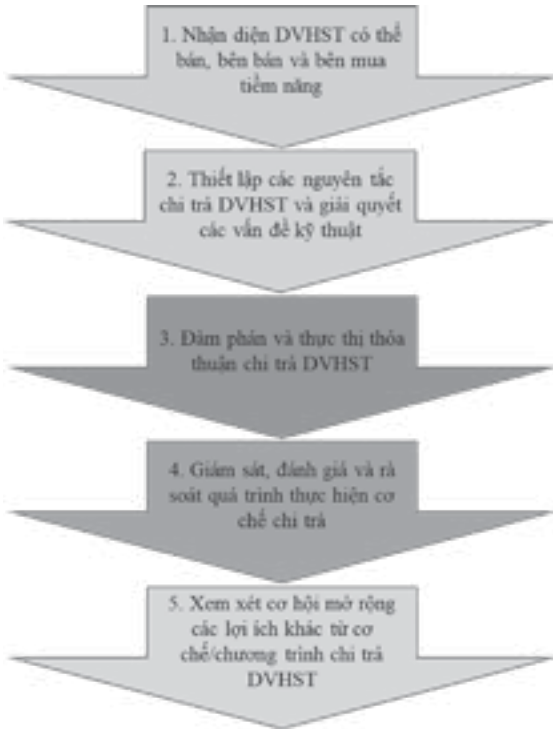 1. Nhận diện DVHST có thể
bán, bên bán và bên mua
tiềm năng
2. Thiết lập các nguyên tắc
chi trả DVHST và giải quyết
các vấn đề kỹ thuật
3. Đàm phán và thực thị thỏa
thuận chi trả DVHST
4. Giám sát, đánh giá và rà
soát quá trình thực hiện cơ
chế chi trả
5. Xem xét cơ hội mở rộng
các lợi ích khác từ cơ
chế/chương trình chi trả
DVHST